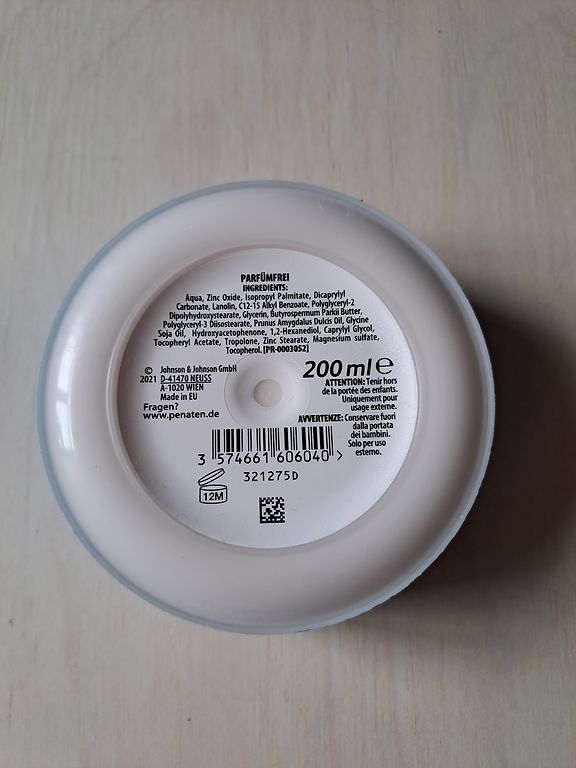 PARFÜMFREI
INGREDIENTS:
Aqua, Zinc Oxide, Isopropyl Palmitate, Dicaprylyl
Carbonate, Lanolin, C12-15 Alkyl Benzoate, Polyglyceryl-2
Dipolyhydroxystearate, Glycerin, Butyrospermum Parkii Butter,
Polyglyceryl-3 Diisostearate, Prunus Amygdalus Dulcis Oil, Glycine
Soja Oil, Hydroxyacetophenone, 1,2-Hexanediol, Caprylyl Glycol,
Tocopheryl Acetate, Tropolone, Zinc Stearate, Magnesium sulfate,
Tocopherol. [PR-0003052]
© Johnson & Johnson GmbH
2021 D-41470 NEUSS
A-1020 WIEN
Made in EU
Fragen?
www.penaten.de
200 ml e
ATTENTION: Tenir hors
de la portée des enfants.
Uniquement pour
usage externe.
AVVERTENZE: Conservare fuori
dalla portata
dei bambini.
Solo per uso
esterno.
3 574661 606040 >
321275D
12M